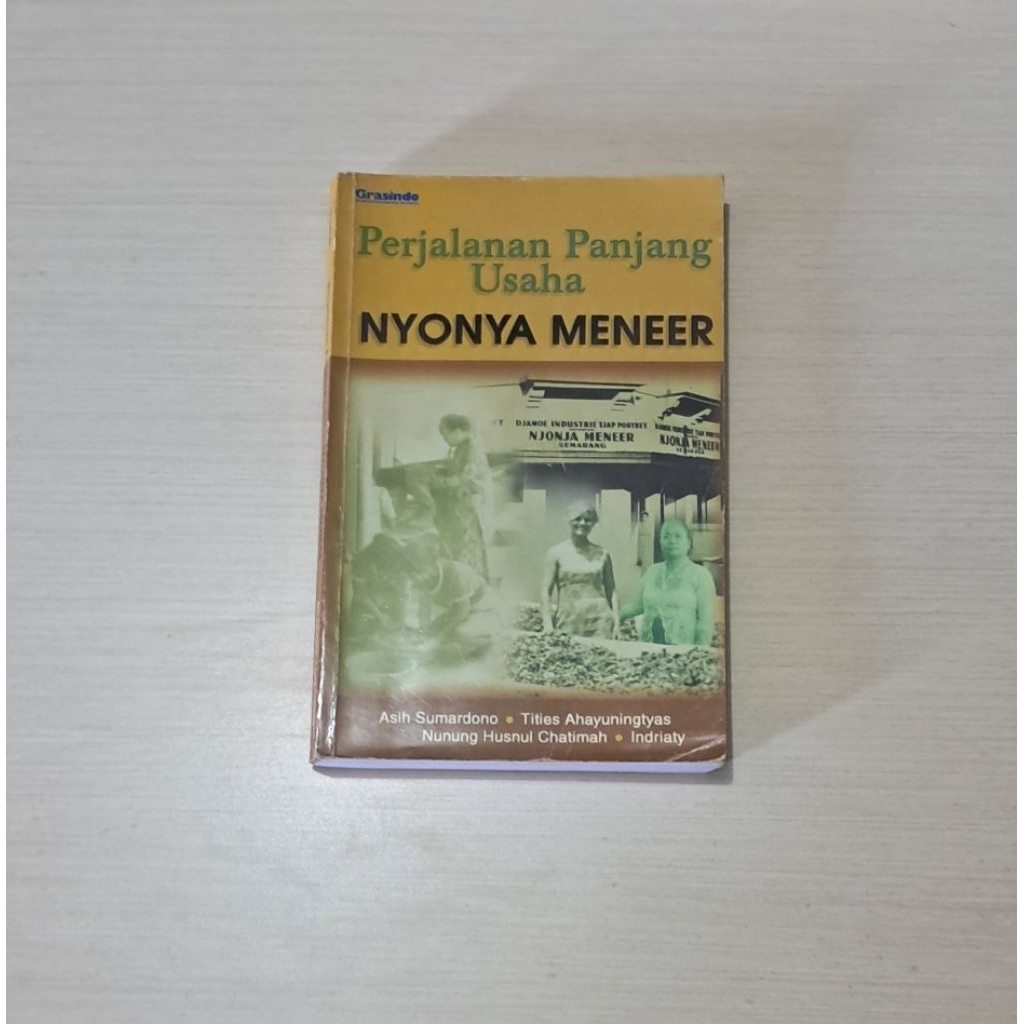 Grasindo
Perjalanan Panjang
Usaha
NYONYA MENEER
DJAMOE INDUSTRIE TJAP PORTRET
NJONJA MENEER
SEMARANG
NJONJA MENEER
Asih Sumardono • Tities Ahayuningtyas
Nunung Husnul Chatimah • Indriaty